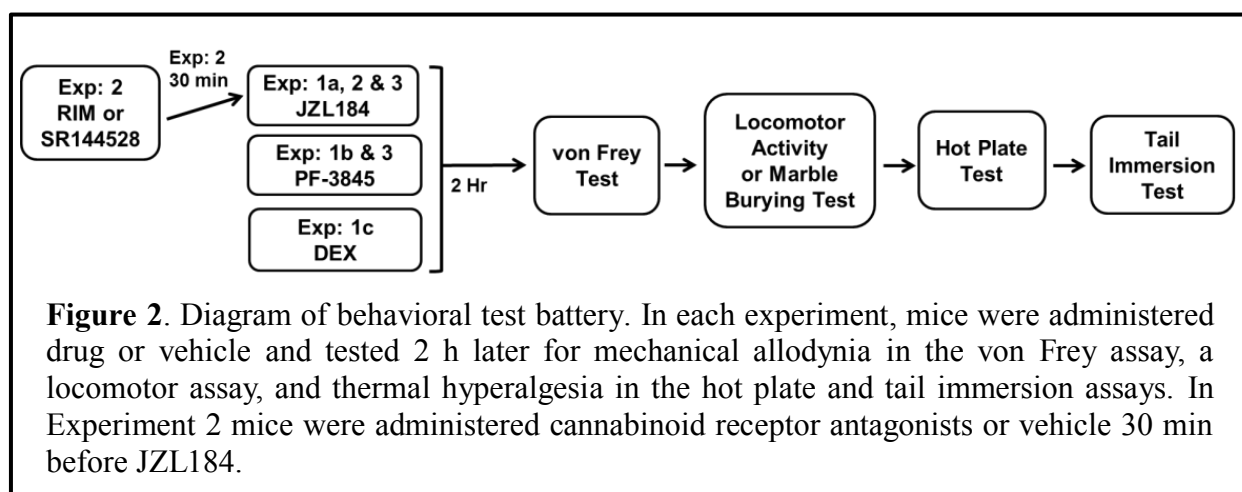 Exp: 2
RIM or
SR144528
Exp: 2
30 min
Exp: 1a, 2 & 3
JZL184
Exp: 1b & 3
PF-3845
Exp: 1c
DEX
2 Hr
von Frey
Test
Locomotor
Activity
or Marble
Burying Test
Hot Plate
Test
Tail
Immersion
Test
Figure 2. Diagram of behavioral test battery. In each experiment, mice were administered
drug or vehicle and tested 2 h later for mechanical allodynia in the von Frey assay, a
locomotor assay, and thermal hyperalgesia in the hot plate and tail immersion assays. In
Experiment 2 mice were administered cannabinoid receptor antagonists or vehicle 30 min
before JZL184.